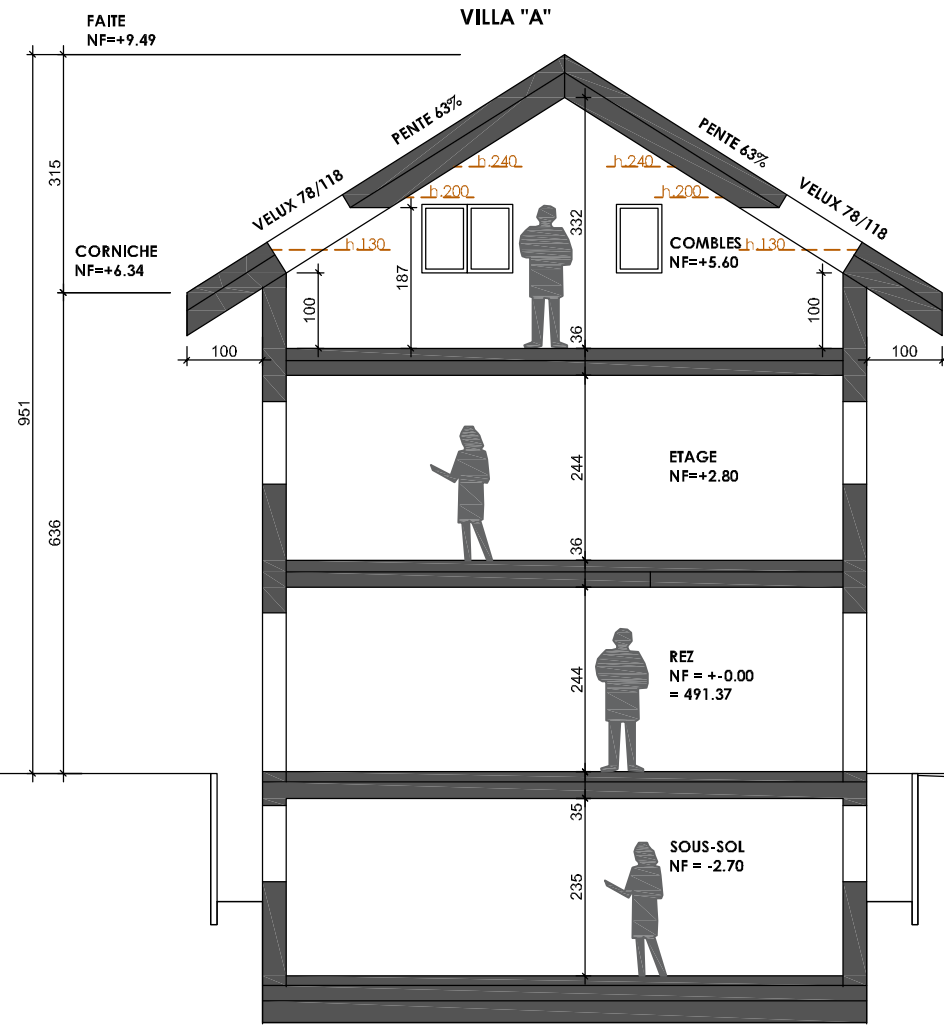 VILLA "A"
FAITE
NF=+9.49
PENTE 63%
PENTE 63%
h.240
h.240
315
VELUX 78/118
h.200
h.200
VELUX 78/118
332
CORNICHE
NF=+6.34
h.130
COMBLES
NF=+5.60
h.130
187
100
100
36
100
100
951
ETAGE
NF=+2.80
244
636
36
REZ
NF = +-0.00
= 491.37
244
35
SOUS-SOL
NF = -2.70
235